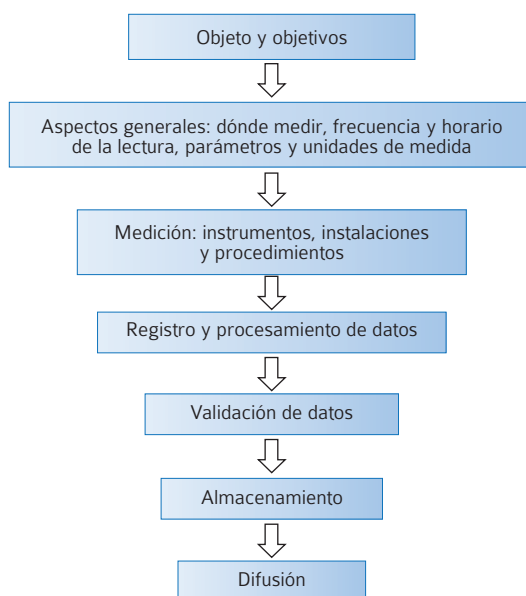 Objeto y objetivos
Aspectos generales: dónde medir, frecuencia y horario
de la lectura, parámetros y unidades de medida
Medición: instrumentos, instalaciones
y procedimientos
Registro y procesamiento de datos
Validación de datos
Almacenamiento
Difusión